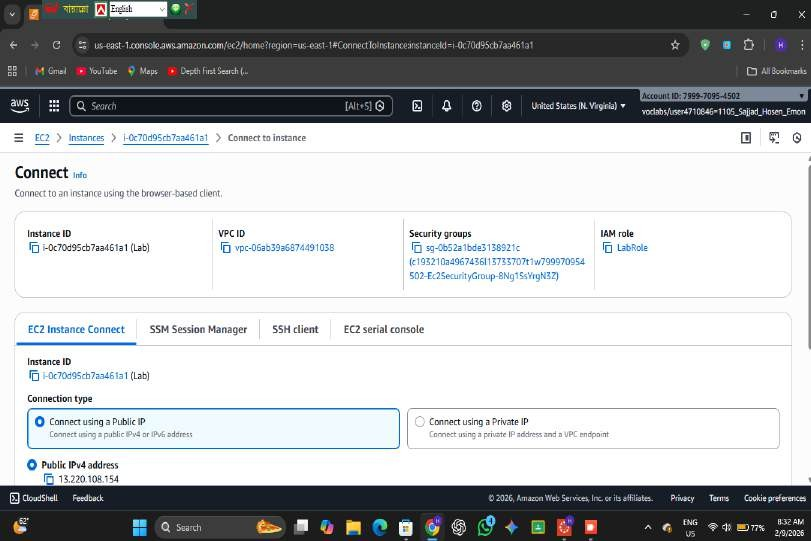 বায়ান্নো English
us-east-1.console.aws.amazon.com/ec2/home?region=us-east-1#ConnectToInstance:instanceId=i-0c70d95cb7aa461a1
H
Gmail YouTube Maps Depth First Search (... All Bookmarks
aws Search [Alt+S] United States (N. Virginia)
Account ID: 7999-7095-4502
voclabs/user4710846=1105_Sajjad_Hosen_Emon
EC2 > Instances > i-0c70d95cb7aa461a1 > Connect to instance
Connect Info
Connect to an instance using the browser-based client.
Instance ID
i-0c70d95cb7aa461a1 (Lab)
VPC ID
vpc-06ab39a6874491038
Security groups
sg-0b52a1bde3138921c
(c193210a4967436l13733707t1w799970954
502-Ec2SecurityGroup-8Ng1SsYrgN3Z)
IAM role
LabRole
EC2 Instance Connect SSM Session Manager SSH client EC2 serial console
Instance ID
i-0c70d95cb7aa461a1 (Lab)
Connection type
Connect using a Public IP
Connect using a public IPv4 or IPv6 address
Connect using a Private IP
Connect using a private IP address and a VPC endpoint
Public IPv4 address
13.220.108.154
CloudShell Feedback © 2026, Amazon Web Services, Inc. or its affiliates. Privacy Terms Cookie preferences
62° Search ENG
US 77% 8:32 AM
2/9/2026